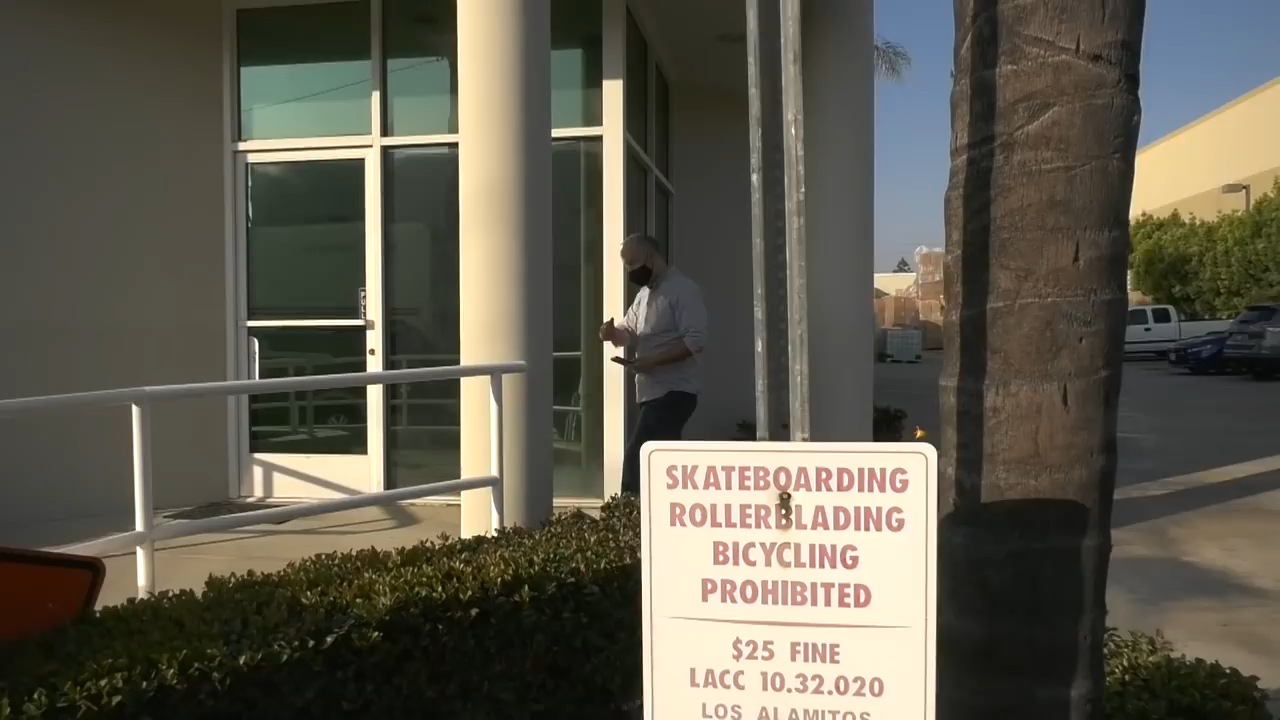 SKATEBOARDING
ROLLERBLADING
BICYCLING
PROHIBITED
$25 FINE
LACC 10.32.020
LOS ALAMITOS